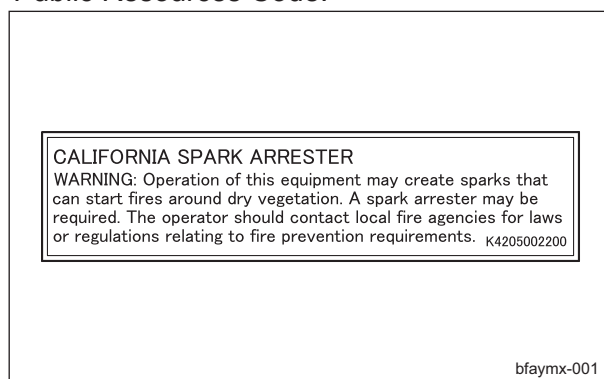 Public Resources Code.
CALIFORNIA SPARK ARRESTER
WARNING: Operation of this equipment may create sparks that
can start fires around dry vegetation. A spark arrester may be
required. The operator should contact local fire agencies for laws
or regulations relating to fire prevention requirements. K4205002200
bfaymx-001